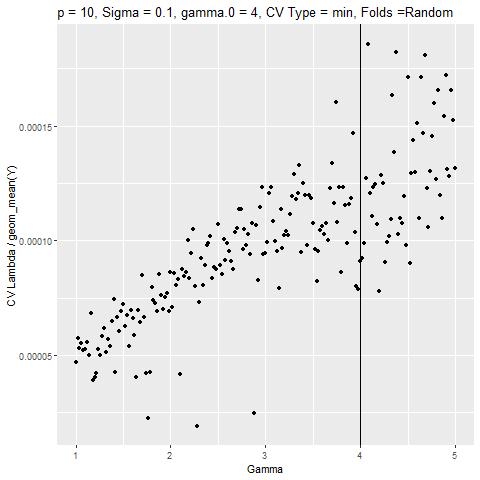 p = 10, Sigma = 0.1, gamma.0 = 4, CV Type = min, Folds =Random
0.00015
0.00010
0.00005
CV Lambda / geom_mean(Y)
1 2 3 4 5
Gamma